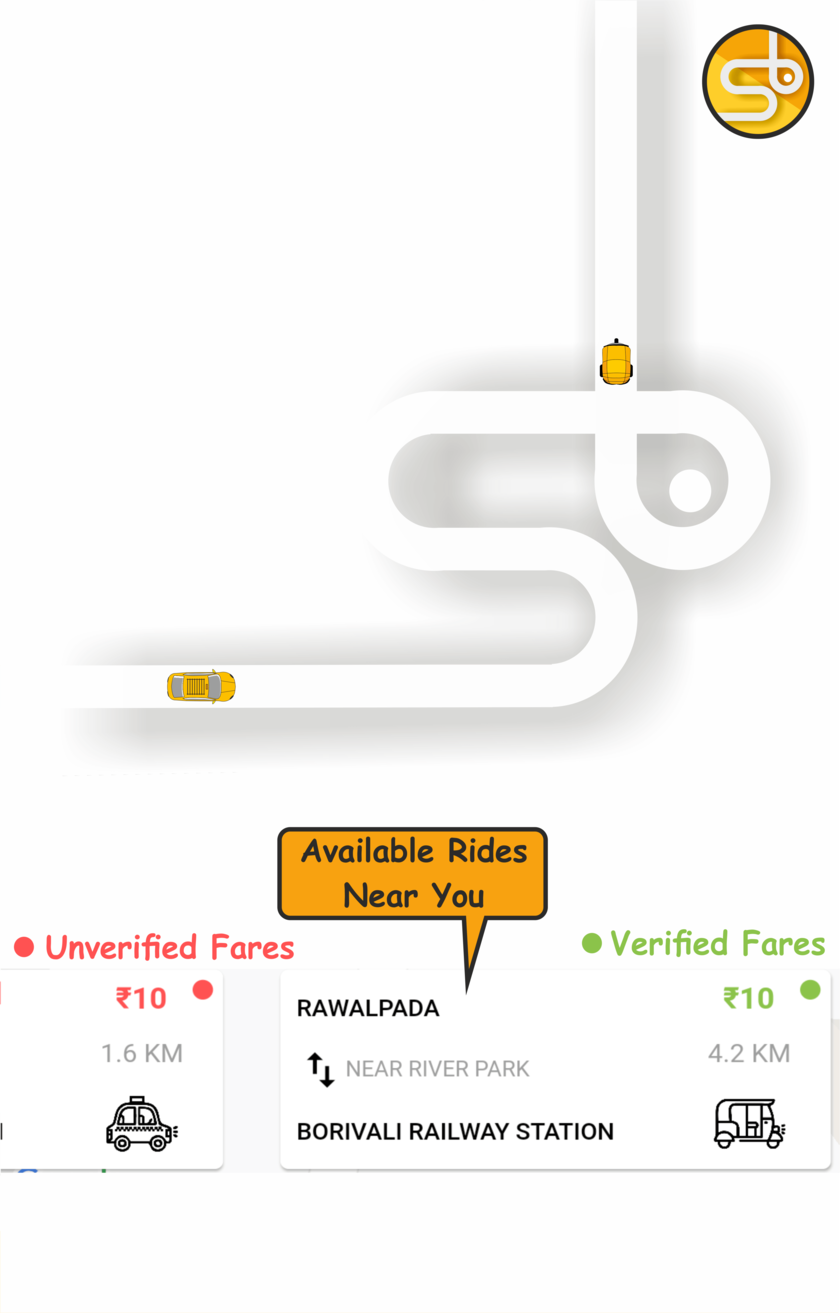 Available Rides
Near You
Unverified Fares
Verified Fares
₹10
1.6 KM
RAWALPADA
₹10
NEAR RIVER PARK
4.2 KM
BORIVALI RAILWAY STATION